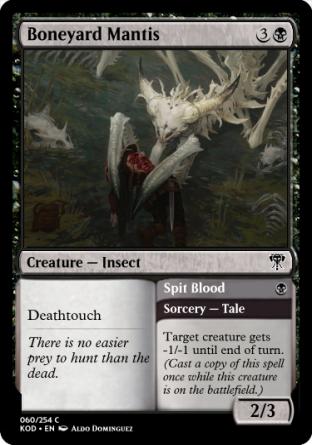 Boneyard Mantis 3
Creature — Insect
Deathtouch
There is no easier
prey to hunt than the
dead.
Spit Blood
Sorcery — Tale
Target creature gets
-1/-1 until end of turn.
(Cast a copy of this spell
once while this creature
is on the battlefield.)
2/3
060/254 C
KOD • EN Aldo Dominguez